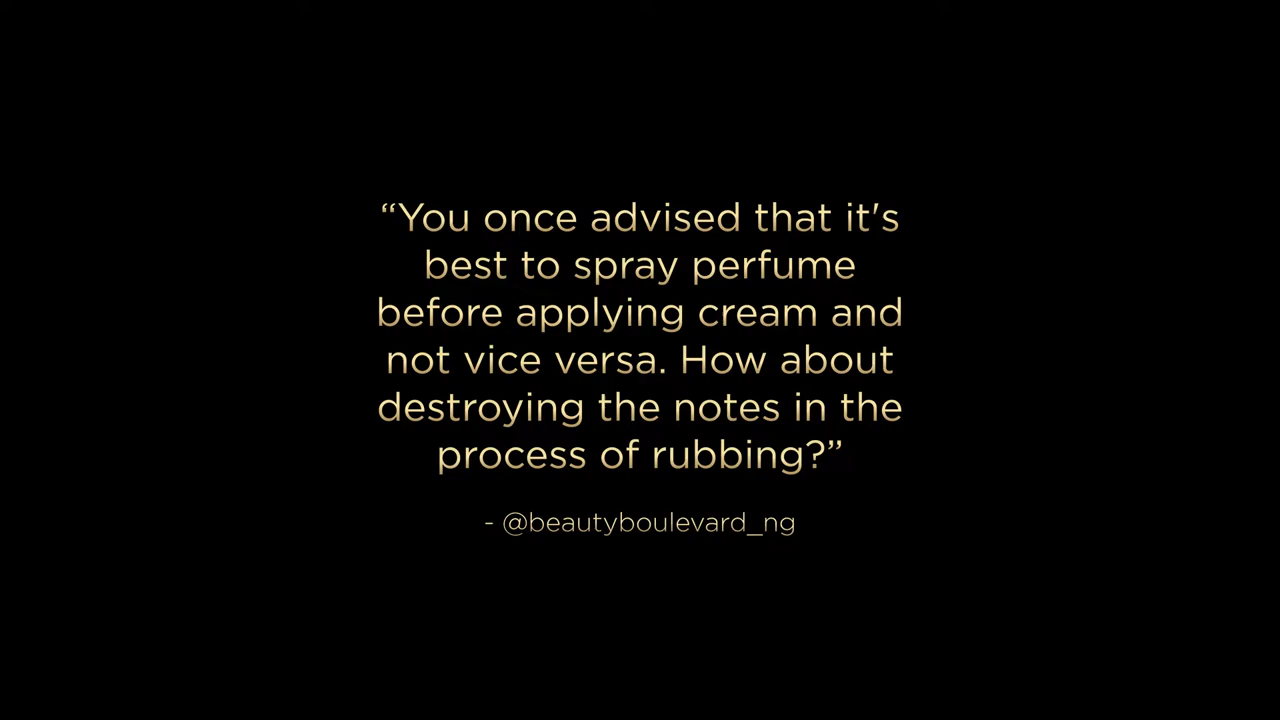 “You once advised that it's
best to spray perfume
before applying cream and
not vice versa. How about
destroying the notes in the
process of rubbing?”
- @beautyboulevard_ng